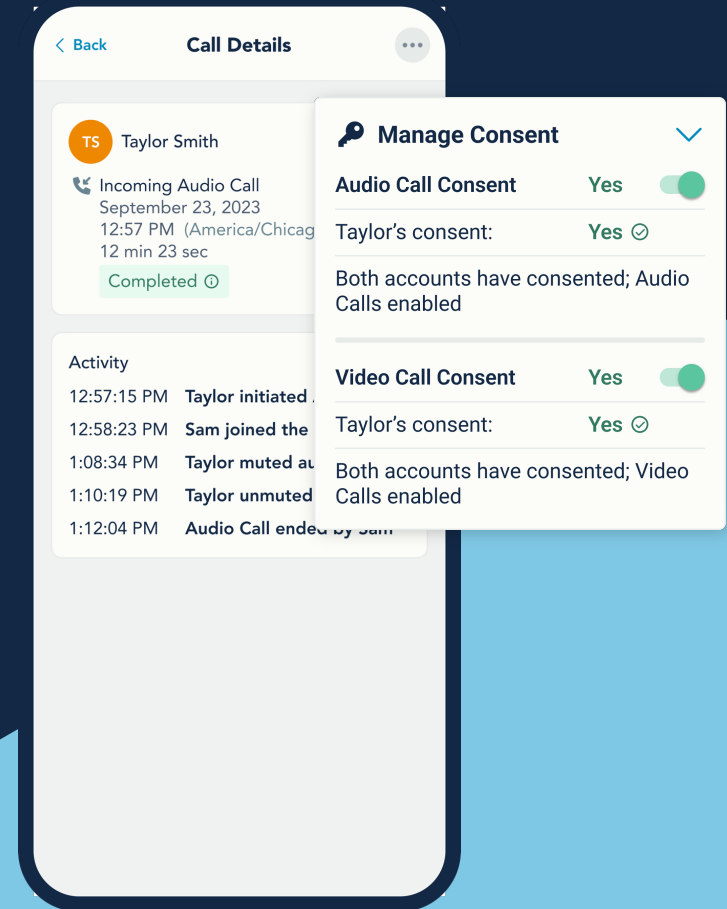 Back
Call Details
TS
Taylor Smith
Incoming Audio Call
September 23, 2023
12:57 PM (America/Chicag
12 min 23 sec
Completed
Activity
12:57:15 PM Taylor initiated
12:58:23 PM Sam joined the
1:08:34 PM Taylor muted au
1:10:19 PM Taylor unmuted
1:12:04 PM Audio Call ended by Sam
Manage Consent
Audio Call Consent Yes
Taylor’s consent: Yes
Both accounts have consented; Audio
Calls enabled
Video Call Consent Yes
Taylor’s consent: Yes
Both accounts have consented; Video
Calls enabled